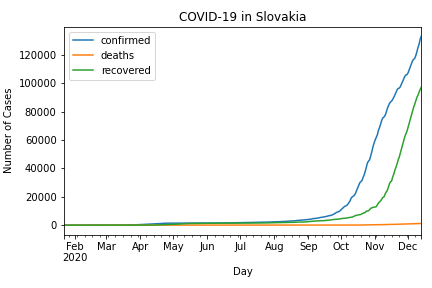 COVID-19 in Slovakia
confirmed
deaths
recovered
Number of Cases
120000
100000
80000
60000
40000
20000
0
Feb Mar Apr May Jun Jul Aug Sep Oct Nov Dec
2020
Day